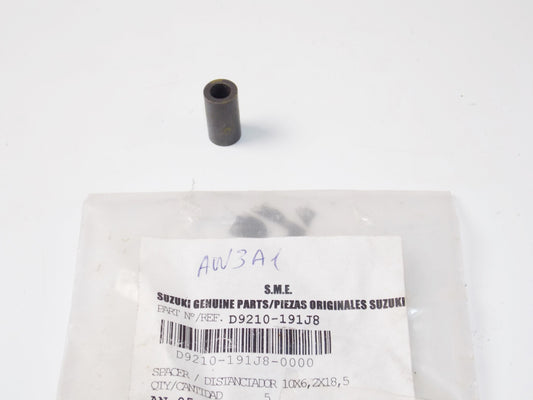 AW3A1
S.M.E.
SUZUKI GENUINE PARTS/PIEZAS ORIGINALES SUZUKI
PART Nº/REF. D9210-191J8
D9210-191J8-0000
SPACER / DISTANCIADOR 10X6,2X18,5
QTY/CANTIDAD 5